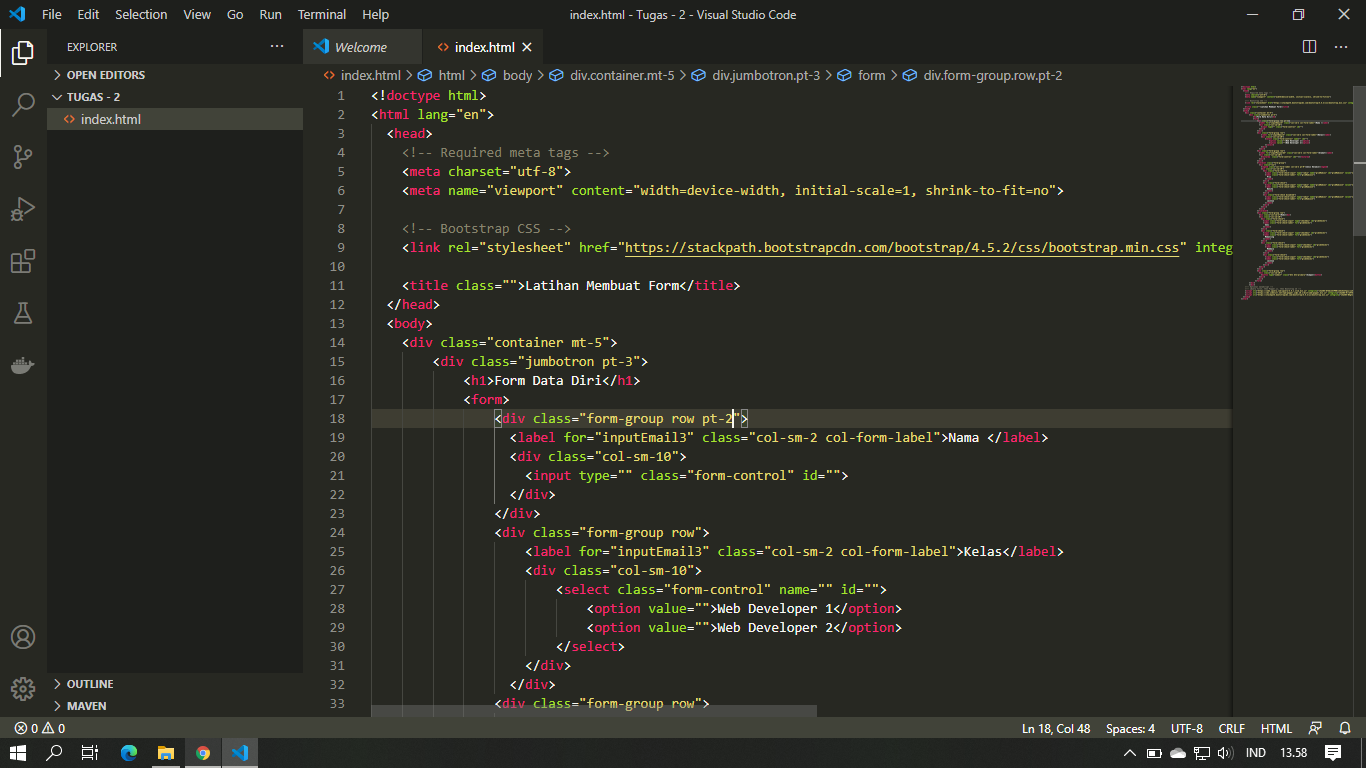 File Edit Selection View Go Run Terminal Help index.html - Tugas - 2 - Visual Studio Code
EXPLORER
OPEN EDITORS
TUGAS - 2
index.html
OUTLINE
MAVEN
Welcome index.html
index.html html body div.container.mt-5 div.jumbotron.pt-3 form div.form-group.row.pt-2
1 <!doctype html>
2 <html lang="en">
3 <head>
4 <!-- Required meta tags -->
5 <meta charset="utf-8">
6 <meta name="viewport" content="width=device-width, initial-scale=1, shrink-to-fit=no">
7
8 <!-- Bootstrap CSS -->
9 <link rel="stylesheet" href="https://stackpath.bootstrapcdn.com/bootstrap/4.5.2/css/bootstrap.min.css" integ
10
11 <title class="">Latihan Membuat Form</title>
12 </head>
13 <body>
14 <div class="container mt-5">
15 <div class="jumbotron pt-3">
16 <h1>Form Data Diri</h1>
17 <form>
18 <div class="form-group row pt-2">
19 <label for="inputEmail3" class="col-sm-2 col-form-label">Nama </label>
20 <div class="col-sm-10">
21 <input type="" class="form-control" id="">
22 </div>
23 </div>
24 <div class="form-group row">
25 <label for="inputEmail3" class="col-sm-2 col-form-label">Kelas</label>
26 <div class="col-sm-10">
27 <select class="form-control" name="" id="">
28 <option value="">Web Developer 1</option>
29 <option value="">Web Developer 2</option>
30 </select>
31 </div>
32 </div>
33 <div class="form-group row">
0 0 Ln 18, Col 48 Spaces: 4 UTF-8 CRLF HTML
IND 13.58